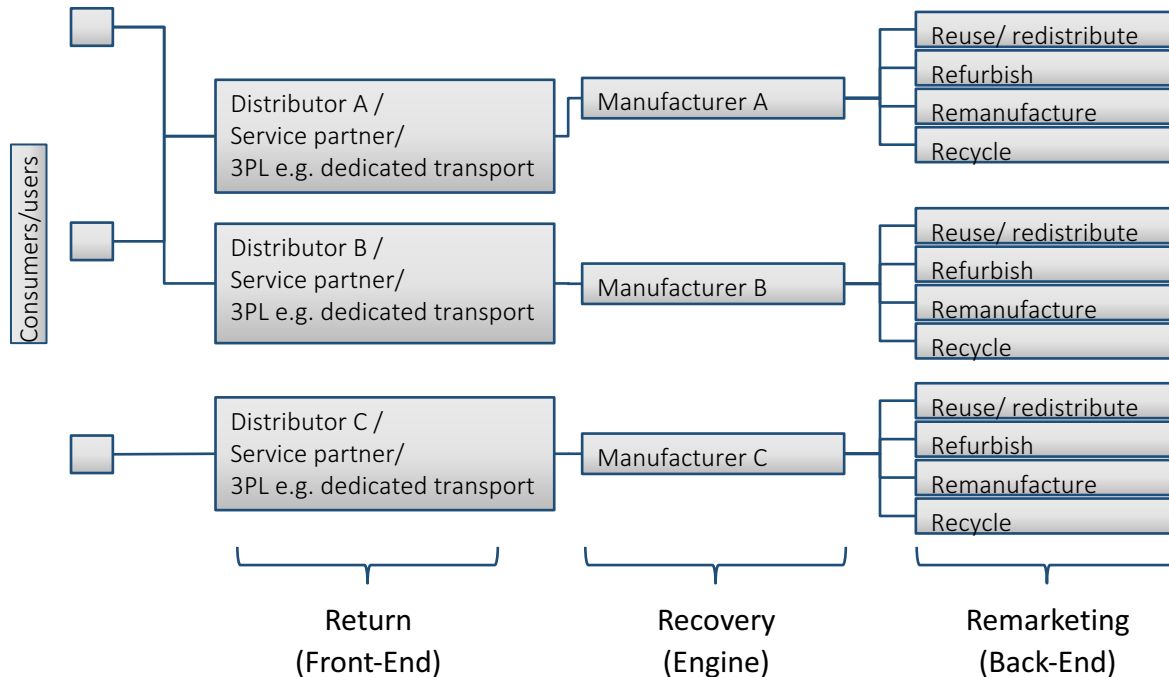 Consumers/users
Distributor A /
Service partner/
3PL e.g. dedicated transport
Manufacturer A
Reuse/ redistribute
Refurbish
Remanufacture
Recycle
Distributor B /
Service partner/
3PL e.g. dedicated transport
Manufacturer B
Reuse/ redistribute
Refurbish
Remanufacture
Recycle
Distributor C /
Service partner/
3PL e.g. dedicated transport
Manufacturer C
Reuse/ redistribute
Refurbish
Remanufacture
Recycle
Return
(Front-End)
Recovery
(Engine)
Remarketing
(Back-End)